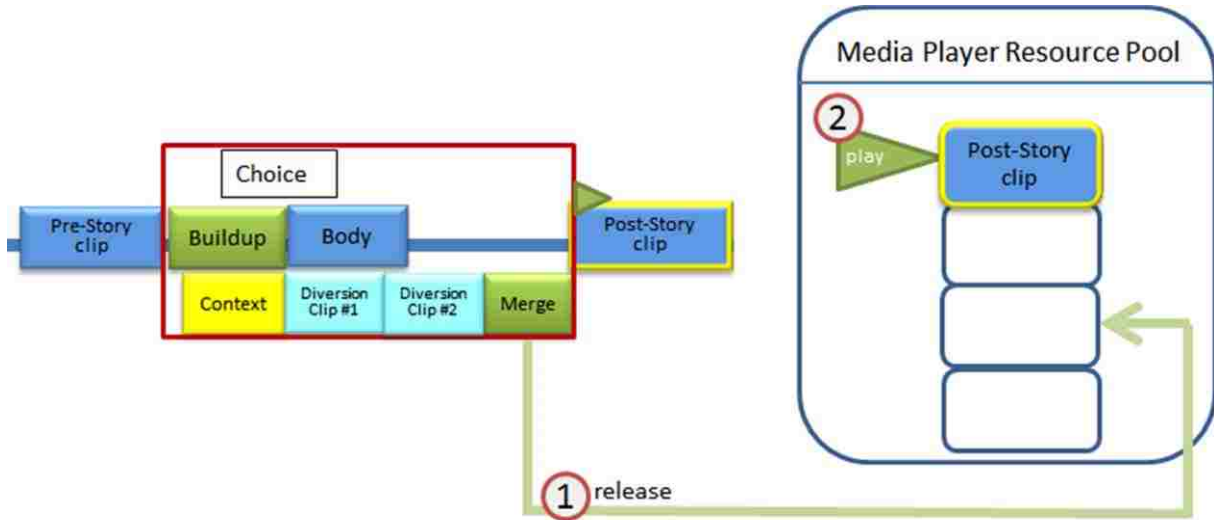 Media Player Resource Pool
2
play
Post-Story
clip
Choice
Pre-Story
clip
Buildup
Body
Post-Story
clip
Context
Diversion
Clip #1
Diversion
Clip #2
Merge
1
release